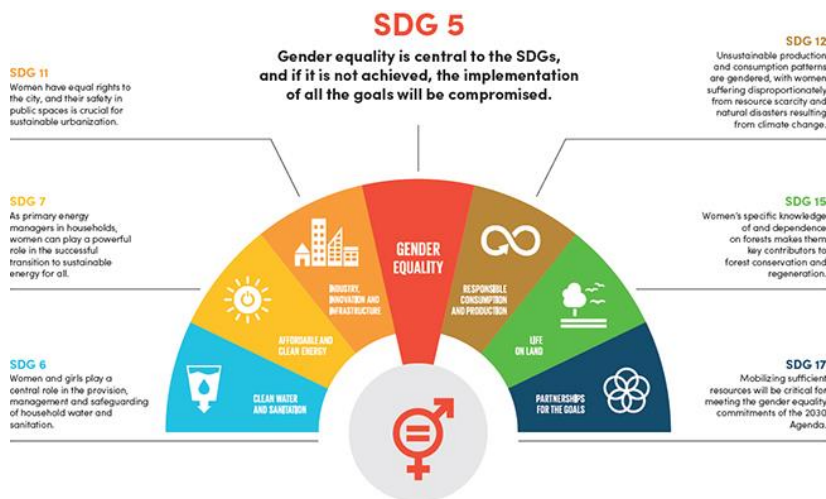 SDG 5
Gender equality is central to the SDGs,
and if it is not achieved, the implementation
of all the goals will be compromised.
SDG 11
Women have equal rights to
the city, and their safety in
public spaces is crucial for
sustainable urbanization.
SDG 12
Unsustainable production
and consumption patterns
are gendered, with women
suffering disproportionately
from resource scarcity and
natural disasters resulting
from climate change.
SDG 7
As primary energy
managers in households,
women can play a powerful
role in the successful
transition to sustainable
energy for all.
SDG 15
Women's specific knowledge
of and dependence
on forests makes them
key contributors to
forest conservation and
regeneration.
SDG 6
Women and girls play a
central role in the provision,
management and safeguarding
of household water and
sanitation.
SDG 17
Mobilizing sufficient
resources will be critical for
meeting the gender equality
commitments of the 2030
Agenda.
CLEAN WATER
AND SANITATION
AFFORDABLE AND
CLEAN ENERGY
INDUSTRY,
INNOVATION AND
INFRASTRUCTURE
GENDER
EQUALITY
RESPONSIBLE
CONSUMPTION
AND PRODUCTION
LIFE
ON LAND
PARTNERSHIPS
FOR THE GOALS